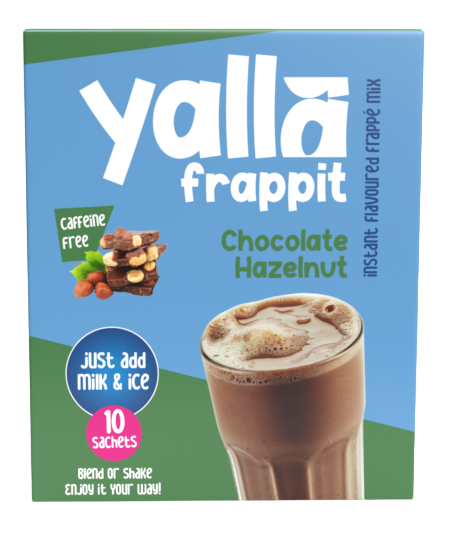 yallā
frappit
instant flavoured frappé mix
Chocolate
Hazelnut
Caffeine
free
just add
milk & ice
10
sachets
Blend or shake
Enjoy it your way!